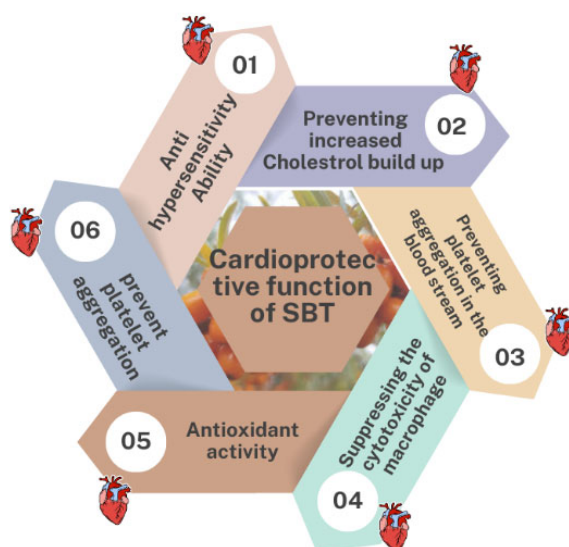 01
Anti
hypersensitivity
Ability
02
Preventing
increased
Cholestrol build up
03
Preventing
platelet
aggregation in the
blood stream
04
Suppressing the
cytotoxicity of
macrophage
05
Antioxidant
activity
06
prevent
platelet
aggregation
Cardioprotec
tive function
of SBT